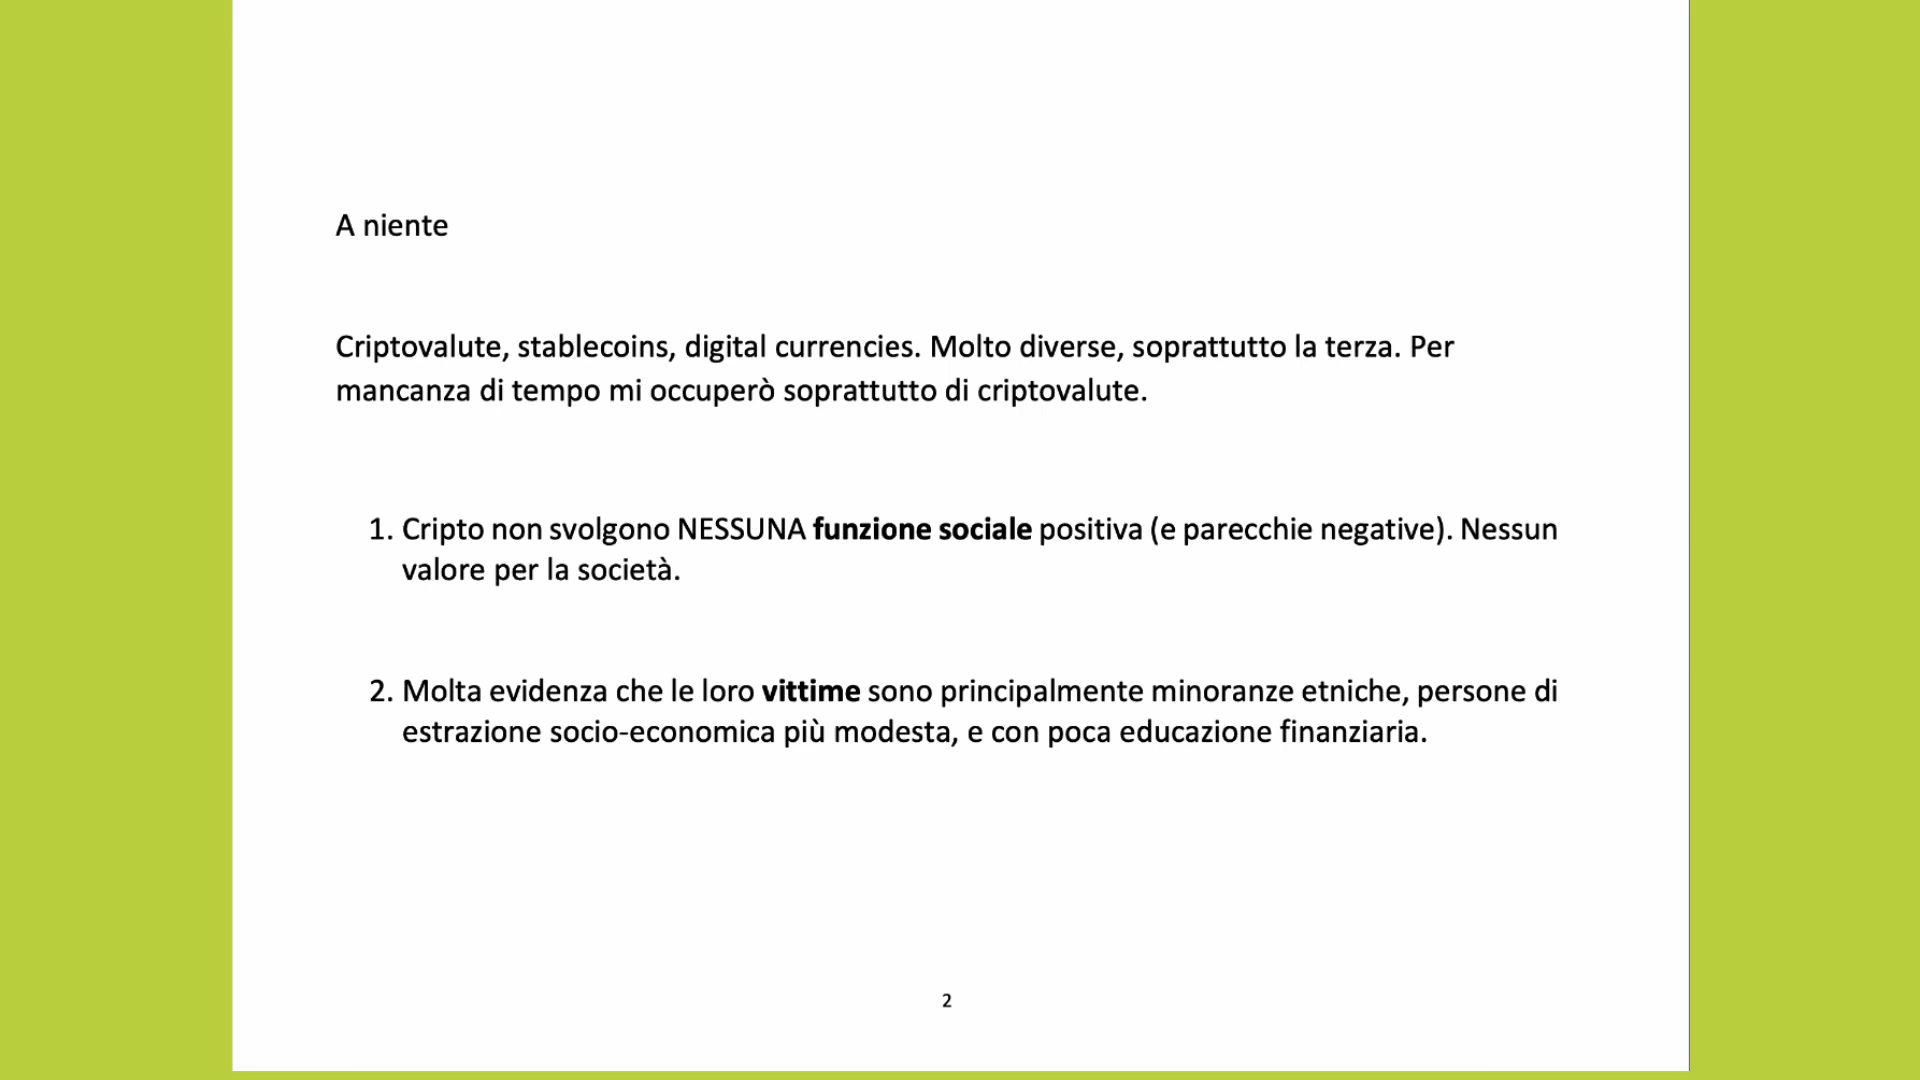 A niente
Criptovalute, stablecoins, digital currencies. Molto diverse, soprattutto la terza. Per
mancanza di tempo mi occuperò soprattutto di criptovalute.
1. Cripto non svolgono NESSUNA funzione sociale positiva (e parecchie negative). Nessun
valore per la società.
2. Molta evidenza che le loro vittime sono principalmente minoranze etniche, persone di
estrazione socio-economica più modesta, e con poca educazione finanziaria.
2